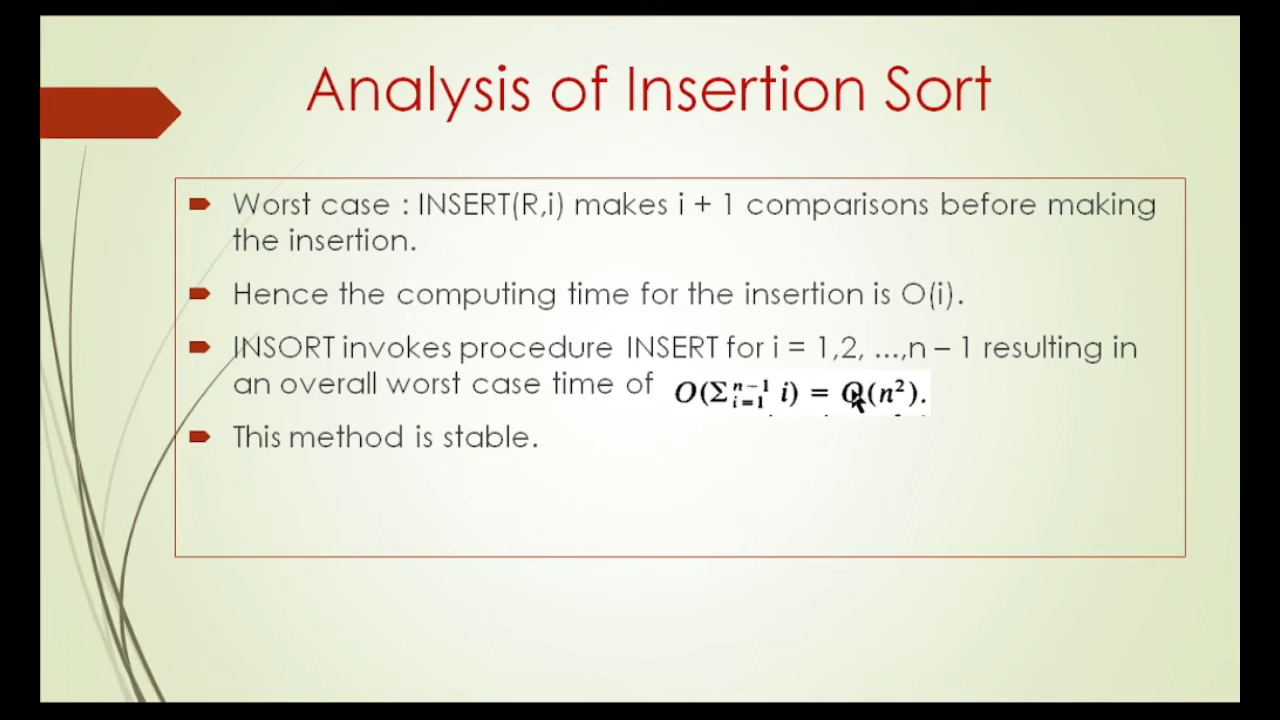 Analysis of Insertion Sort
Worst case : INSERT(R,i) makes i + 1 comparisons before making
the insertion.
Hence the computing time for the insertion is O(i).
INSORT invokes procedure INSERT for i = 1,2, ...,n – 1 resulting in
an overall worst case time of O(Σ_{i=1}^{n−1} i) = O(n²).
This method is stable.